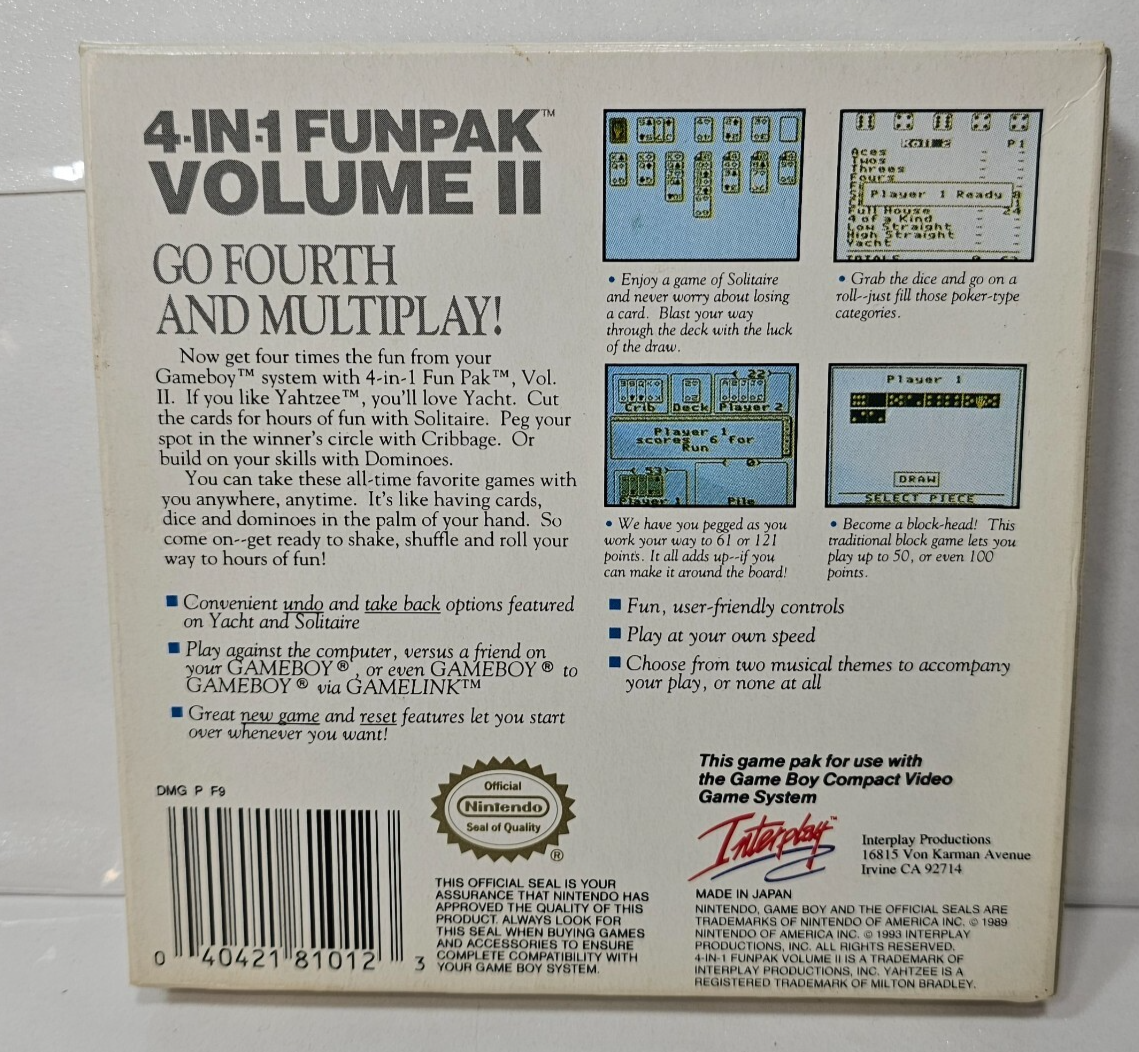 4-IN-1 FUNPAK™
VOLUME II
GO FOURTH
AND MULTIPLAY!
Now get four times the fun from your
Gameboy™ system with 4-in-1 Fun Pak™, Vol.
II. If you like Yahtzee™, you'll love Yacht. Cut
the cards for hours of fun with Solitaire. Peg your
spot in the winner's circle with Cribbage. Or
build on your skills with Dominoes.
You can take these all-time favorite games with
you anywhere, anytime. It's like having cards,
dice and dominoes in the palm of your hand. So
come on--get ready to shake, shuffle and roll your
way to hours of fun!
■ Convenient undo and take back options featured
on Yacht and Solitaire
■ Play against the computer, versus a friend on
your GAMEBOY®, or even GAMEBOY® to
GAMEBOY® via GAMELINK™
■ Great new game and reset features let you start
over whenever you want!
• Enjoy a game of Solitaire
and never worry about losing
a card. Blast your way
through the deck with the luck
of the draw.
P1
Aces
Twos
Threes
Fours
Player 1 Ready
Full House
4 of a Kind
Low Straight
High Straight
Yacht
TOTALS
• Grab the dice and go on a
roll--just fill those poker-type
categories.
< 22>
Crib Deck Player 2
Player 1
scores 6 for
Run
< 53> < 0>
Player 1 Pile
• We have you pegged as you
work your way to 61 or 121
points. It all adds up--if you
can make it around the board!
Player 1
DRAW
SELECT PIECE
• Become a block-head! This
traditional block game lets you
play up to 50, or even 100
points.
■ Fun, user-friendly controls
■ Play at your own speed
■ Choose from two musical themes to accompany
your play, or none at all
DMG P F9
0 40421 81012 3
Official
Nintendo
Seal of Quality
®
THIS OFFICIAL SEAL IS YOUR
ASSURANCE THAT NINTENDO HAS
APPROVED THE QUALITY OF THIS
PRODUCT. ALWAYS LOOK FOR
THIS SEAL WHEN BUYING GAMES
AND ACCESSORIES TO ENSURE
COMPLETE COMPATIBILITY WITH
YOUR GAME BOY SYSTEM.
This game pak for use with
the Game Boy Compact Video
Game System
Interplay™
Interplay Productions
16815 Von Karman Avenue
Irvine CA 92714
MADE IN JAPAN
NINTENDO, GAME BOY AND THE OFFICIAL SEALS ARE
TRADEMARKS OF NINTENDO OF AMERICA INC. © 1989
NINTENDO OF AMERICA INC. © 1993 INTERPLAY
PRODUCTIONS, INC. ALL RIGHTS RESERVED.
4-IN-1 FUNPAK VOLUME II IS A TRADEMARK OF
INTERPLAY PRODUCTIONS, INC. YAHTZEE IS A
REGISTERED TRADEMARK OF MILTON BRADLEY.